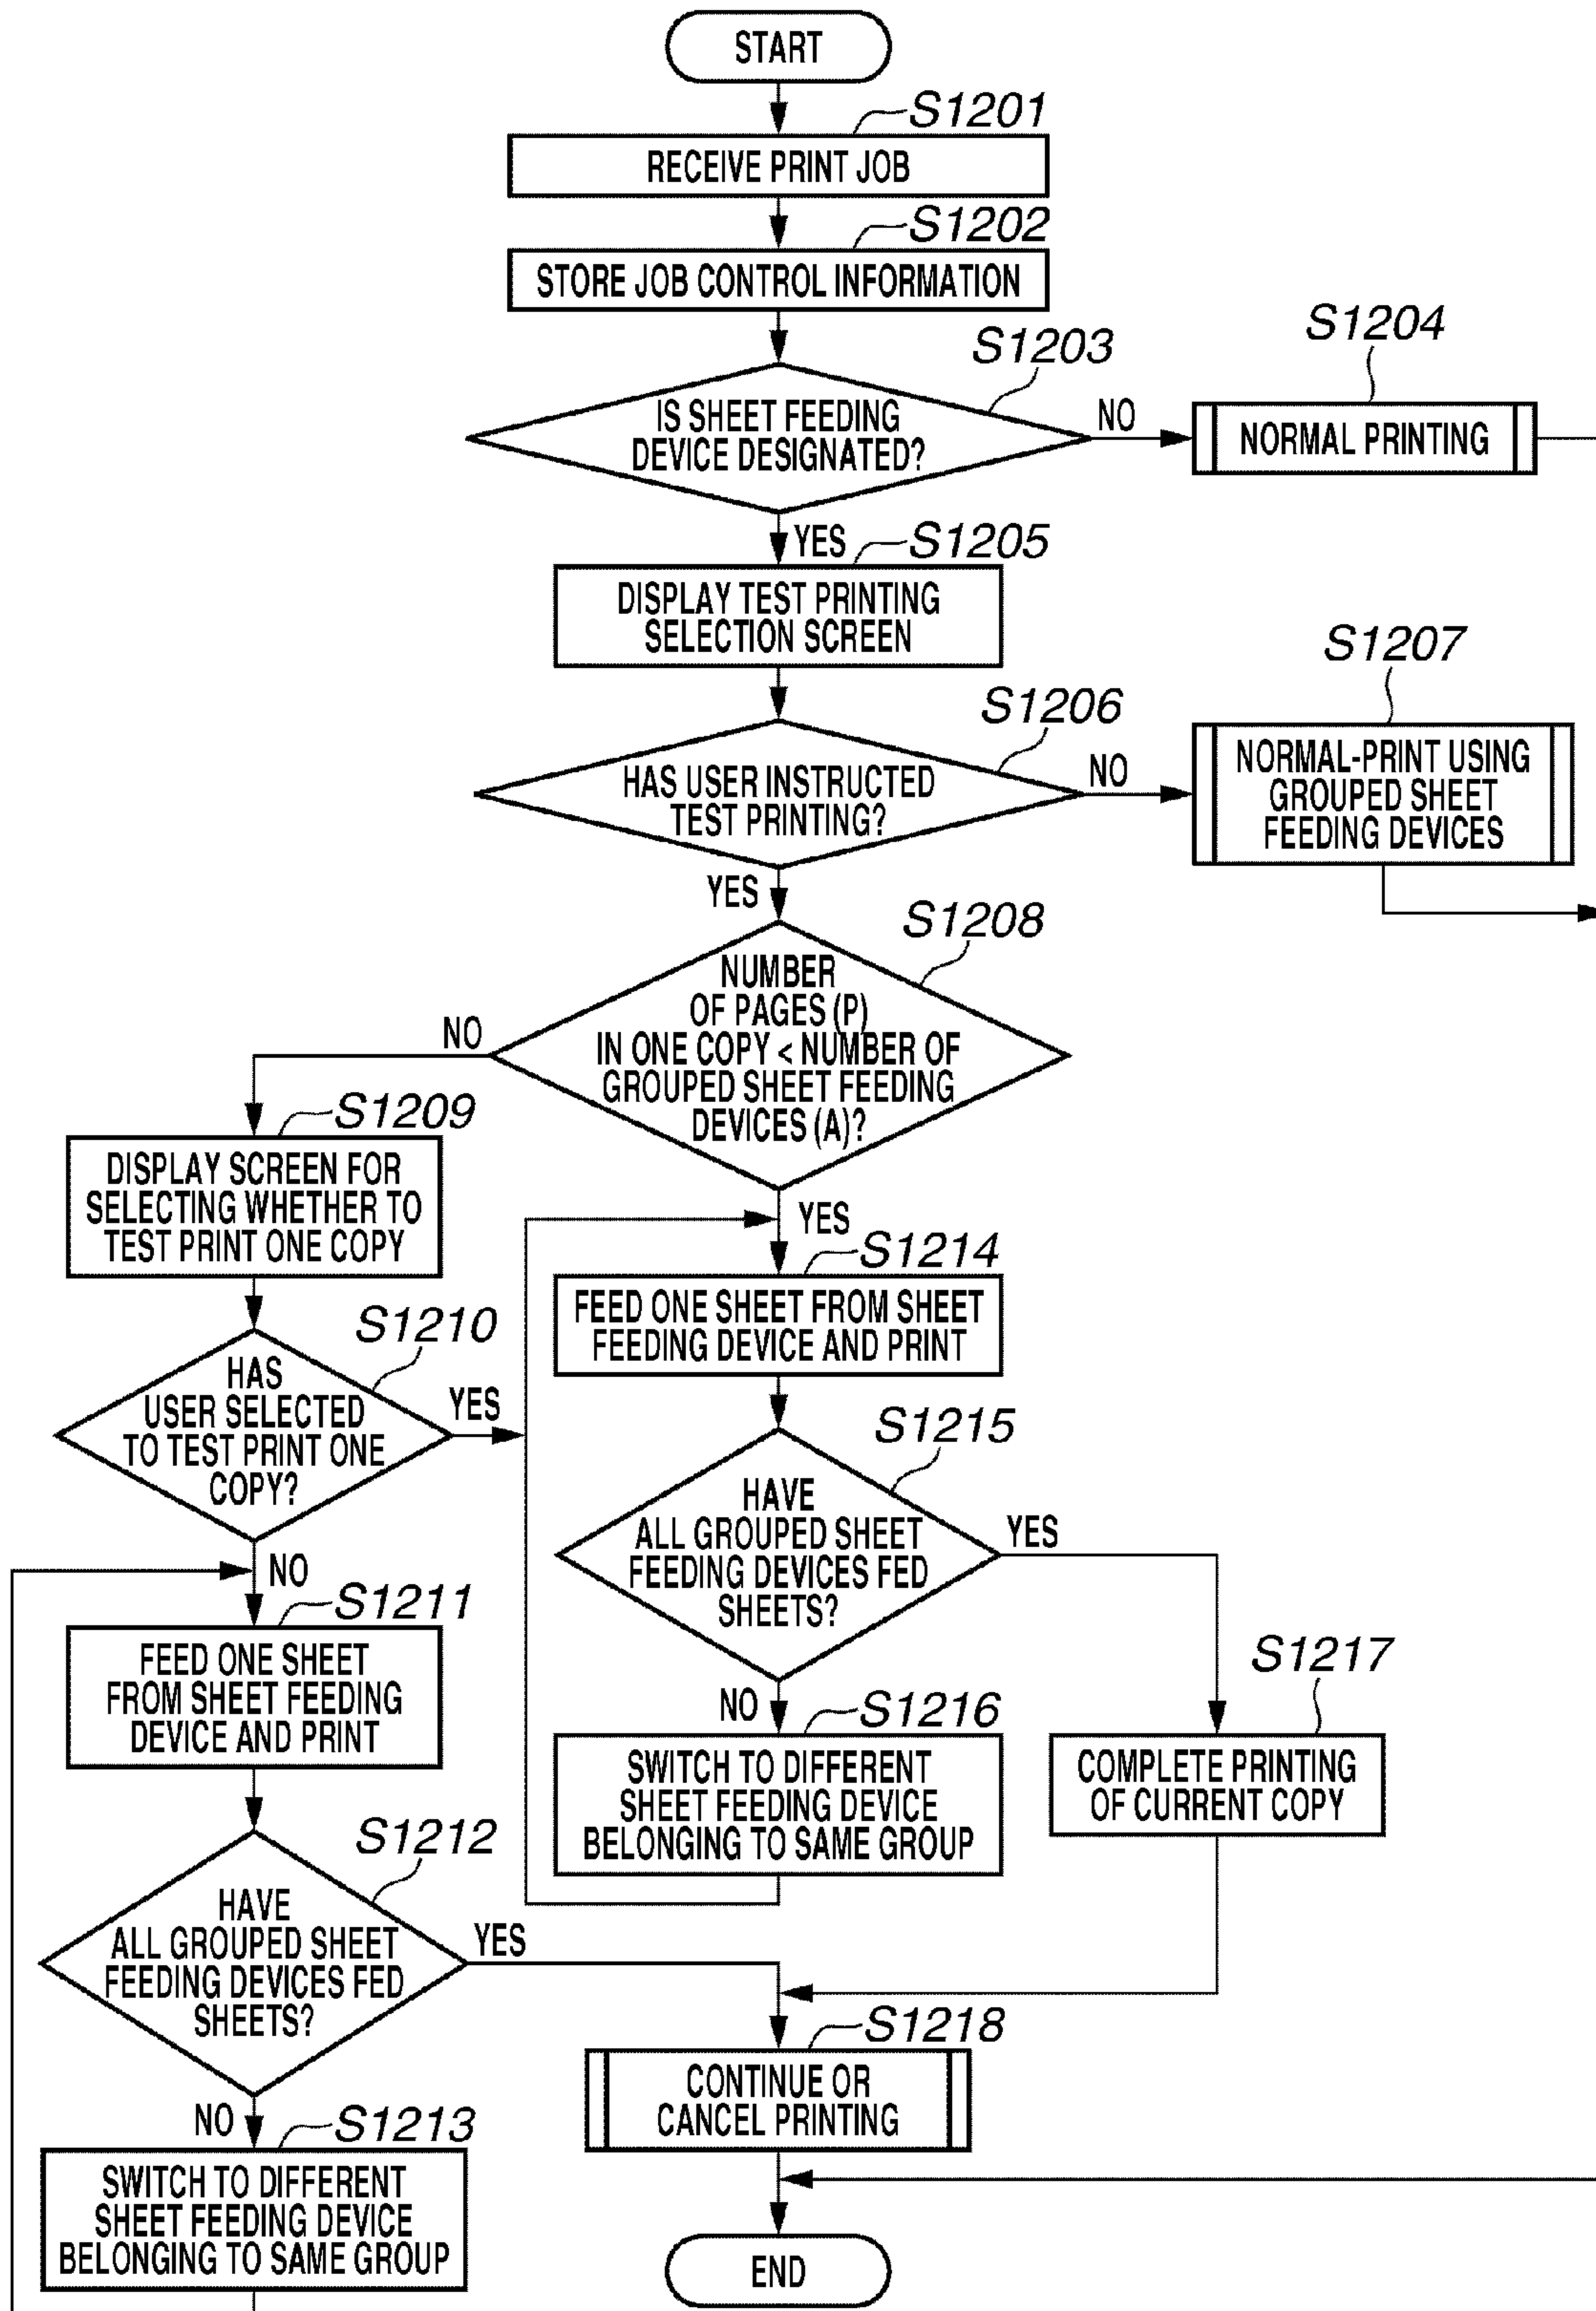 START
S1201
RECEIVE PRINT JOB
S1202
STORE JOB CONTROL INFORMATION
S1203
IS SHEET FEEDING
DEVICE DESIGNATED?
NO
S1204
NORMAL PRINTING
YES
S1205
DISPLAY TEST PRINTING
SELECTION SCREEN
S1206
HAS USER INSTRUCTED
TEST PRINTING?
NO
S1207
NORMAL-PRINT USING
GROUPED SHEET
FEEDING DEVICES
YES
S1208
NUMBER
OF PAGES (P)
IN ONE COPY < NUMBER OF
GROUPED SHEET FEEDING
DEVICES (A)?
NO
S1209
DISPLAY SCREEN FOR
SELECTING WHETHER TO
TEST PRINT ONE COPY
S1210
HAS
USER SELECTED
TO TEST PRINT ONE
COPY?
YES
NO
S1211
FEED ONE SHEET
FROM SHEET FEEDING
DEVICE AND PRINT
S1212
HAVE
ALL GROUPED SHEET
FEEDING DEVICES FED
SHEETS?
YES
NO
S1213
SWITCH TO DIFFERENT
SHEET FEEDING DEVICE
BELONGING TO SAME GROUP
YES
S1214
FEED ONE SHEET FROM SHEET
FEEDING DEVICE AND PRINT
S1215
HAVE
ALL GROUPED SHEET
FEEDING DEVICES FED
SHEETS?
YES
NO
S1216
SWITCH TO DIFFERENT
SHEET FEEDING DEVICE
BELONGING TO SAME GROUP
S1217
COMPLETE PRINTING
OF CURRENT COPY
S1218
CONTINUE OR
CANCEL PRINTING
END